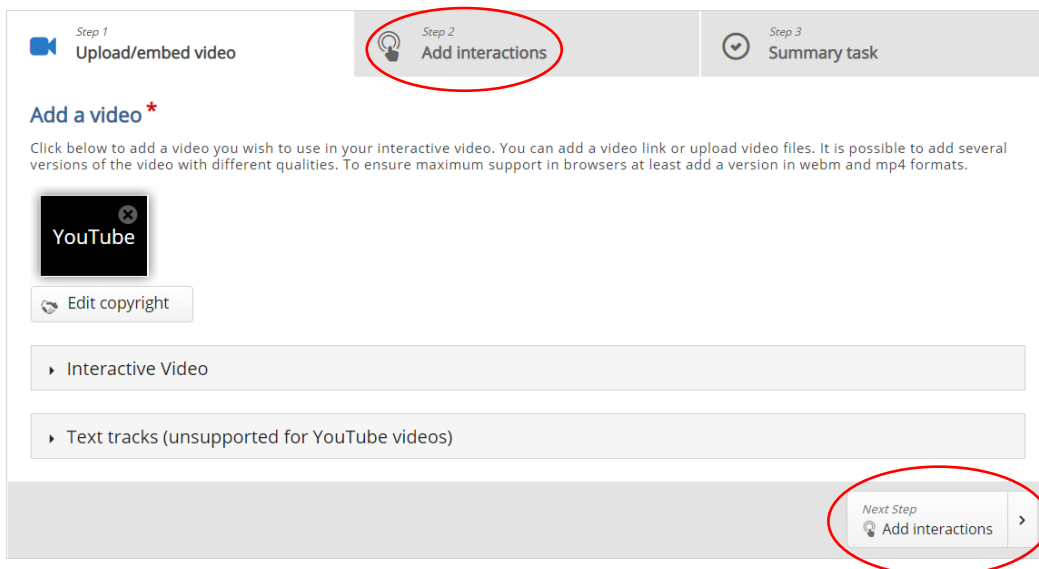 Step 1
Upload/embed video
Step 2
Add interactions
Step 3
Summary task
Add a video *
Click below to add a video you wish to use in your interactive video. You can add a video link or upload video files. It is possible to add several
versions of the video with different qualities. To ensure maximum support in browsers at least add a version in webm and mp4 formats.
YouTube
Edit copyright
Interactive Video
Text tracks (unsupported for YouTube videos)
Next Step
Add interactions